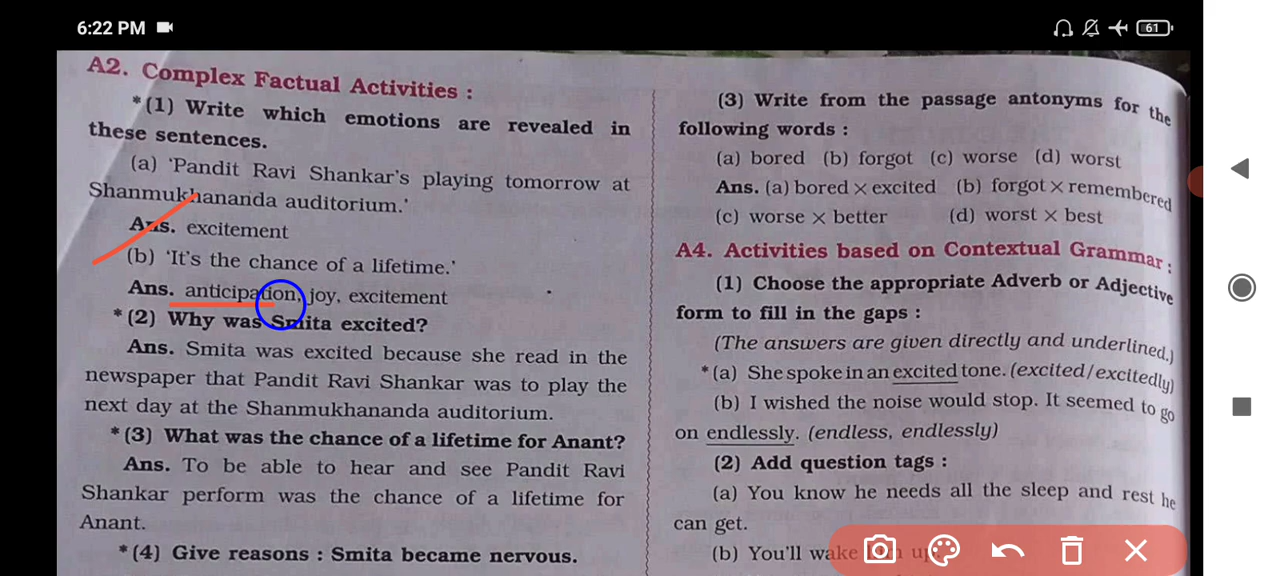 6:22 PM
61
A2. Complex Factual Activities :
*(1) Write which emotions are revealed in
these sentences.
(a) 'Pandit Ravi Shankar's playing tomorrow at
Shanmukhananda auditorium.'
Ans. excitement
(b) 'It's the chance of a lifetime.'
Ans. anticipation, joy, excitement
*(2) Why was Smita excited?
Ans. Smita was excited because she read in the
newspaper that Pandit Ravi Shankar was to play the
next day at the Shanmukhananda auditorium.
*(3) What was the chance of a lifetime for Anant?
Ans. To be able to hear and see Pandit Ravi
Shankar perform was the chance of a lifetime for
Anant.
*(4) Give reasons : Smita became nervous.
(3) Write from the passage antonyms for the
following words :
(a) bored (b) forgot (c) worse (d) worst
Ans. (a) bored × excited (b) forgot × remembered
(c) worse × better (d) worst × best
A4. Activities based on Contextual Grammar :
(1) Choose the appropriate Adverb or Adjective
form to fill in the gaps :
(The answers are given directly and underlined.)
*(a) She spoke in an excited tone. (excited/excitedly)
(b) I wished the noise would stop. It seemed to go
on endlessly. (endless, endlessly)
(2) Add question tags :
(a) You know he needs all the sleep and rest he
can get.
(b) You'll wake him up.